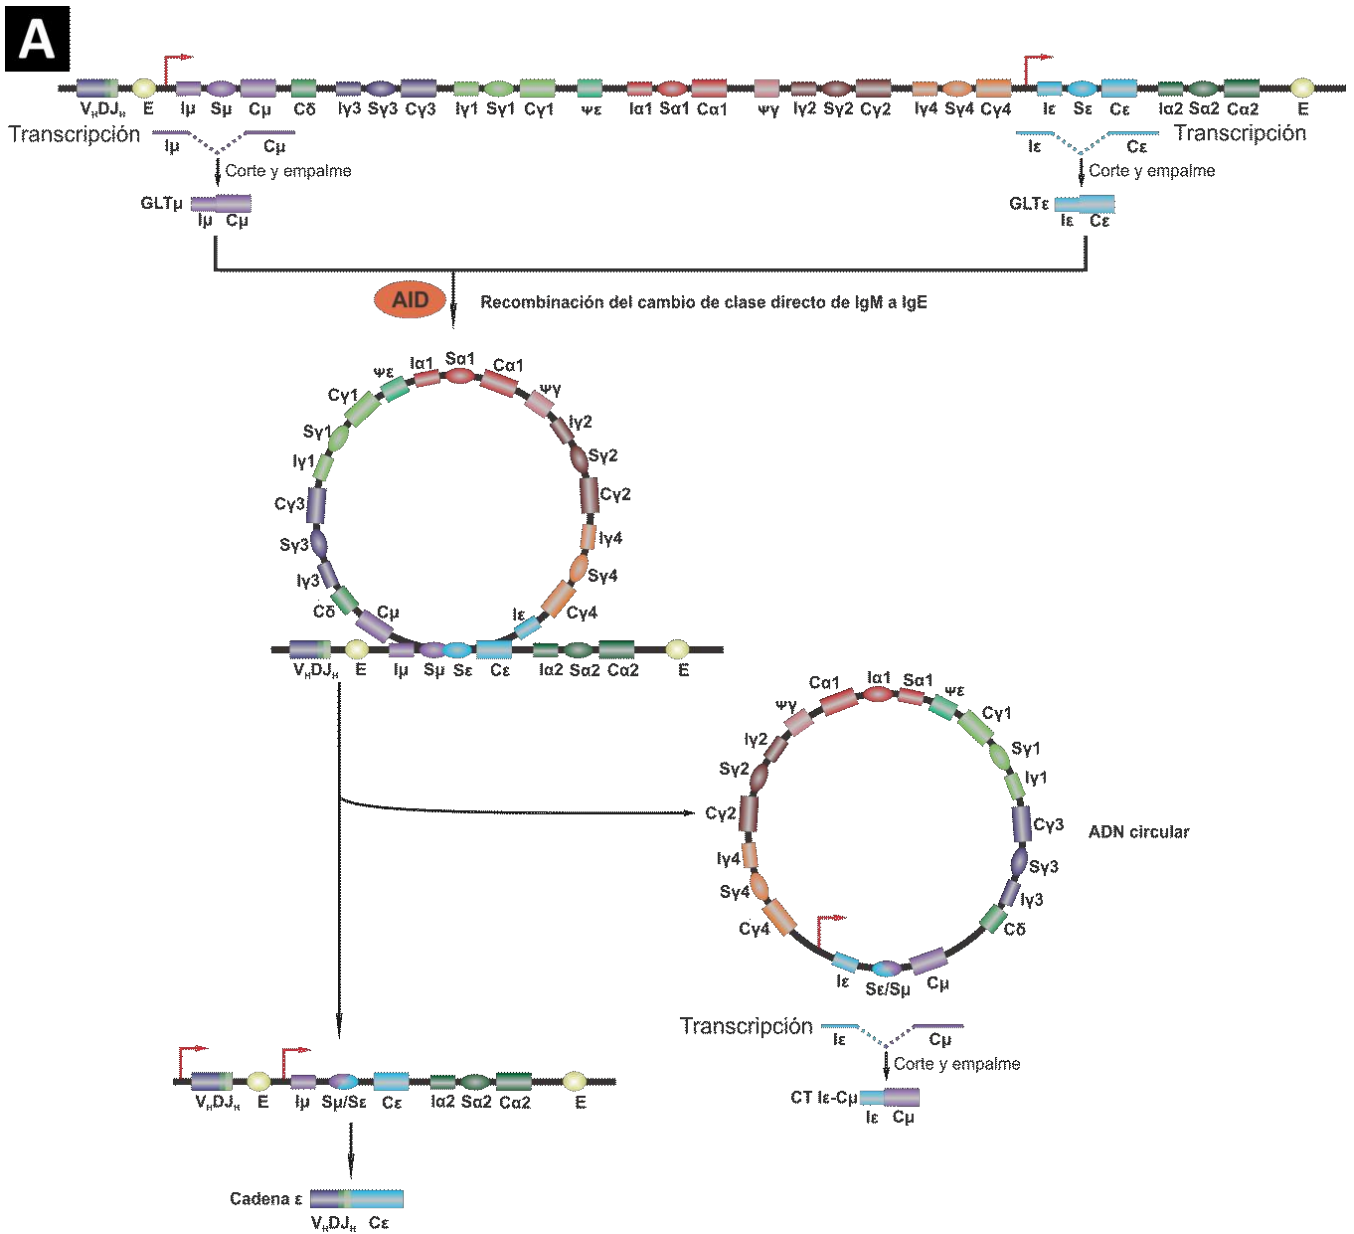 A
VHDJH E Iμ Sμ Cμ Cδ Iγ3 Sγ3 Cγ3 Iγ1 Sγ1 Cγ1 Ψε Iα1 Sα1 Cα1 Ψγ Iγ2 Sγ2 Cγ2 Iγ4 Sγ4 Cγ4 Iε Sε Cε Iα2 Sα2 Cα2 E
Transcripción Iμ Cμ
Iε Cε Transcripción
Corte y empalme
Corte y empalme
GLTμ
Iμ Cμ
GLTε
Iε Cε
AID
Recombinación del cambio de clase directo de IgM a IgE
Cμ
Cδ
Iγ3
Sγ3
Cγ3
Iγ1
Sγ1
Cγ1
Ψε
Iα1
Sα1
Cα1
Ψγ
Iγ2
Sγ2
Cγ2
Iγ4
Sγ4
Cγ4
Iε
VHDJH E Iμ Sμ Sε Cε Iα2 Sα2 Cα2 E
Cγ4
Sγ4
Iγ4
Cγ2
Sγ2
Iγ2
Ψγ
Cα1
Iα1
Sα1
Ψε
Cγ1
Sγ1
Iγ1
Cγ3
Sγ3
Iγ3
Cδ
Iε Sε/Sμ Cμ
ADN circular
Transcripción Iε Cμ
Corte y empalme
CT Iε-Cμ
Iε Cμ
VHDJH E Iμ Sμ/Sε Cε Iα2 Sα2 Cα2 E
Cadena ε
VHDJH Cε